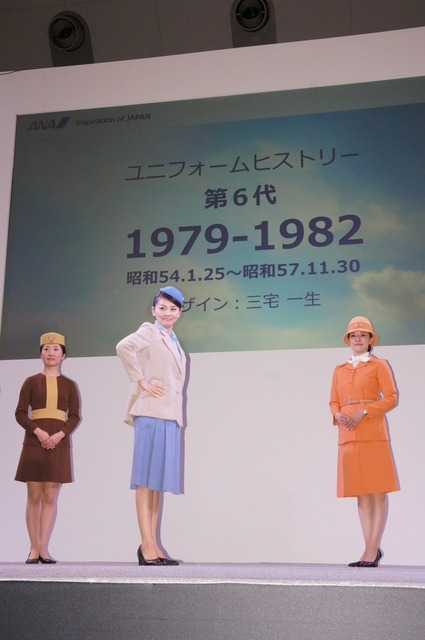 ANA Inspiration of JAPAN
ユニフォームヒストリー
第6代
1979-1982
昭和54.1.25～昭和57.11.30
ザイン：三宅 一生